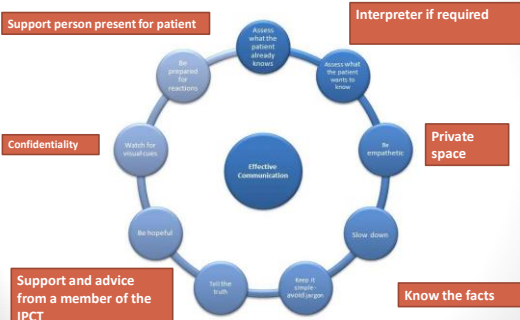 Support person present for patient
Interpreter if required
Assess
what the
patient
already
knows
Assess what
the patient
wants to
know
Be
empathetic
Slow down
Keep it
simple -
avoid jargon
Tell the
truth
Be hopeful
Watch for
visual cues
Be
prepared
for
reactions
Effective
Communication
Confidentiality
Private
space
Support and advice
from a member of the
IPCT
Know the facts